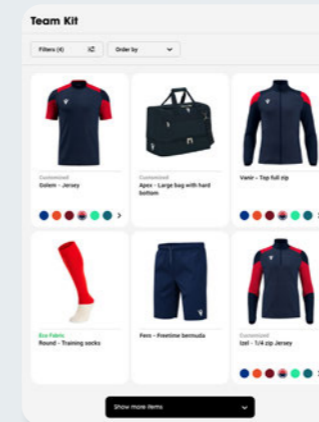 Team Kit
Filters (4)
Order by
Customized
Golem - Jersey
Customized
Apex - Large bag with hard
bottom
Vanir - Top full zip
Eco Fabric
Round - Training socks
Fero - Freetime bermuda
Customized
Izel - 1/4 zip Jersey
Show more items